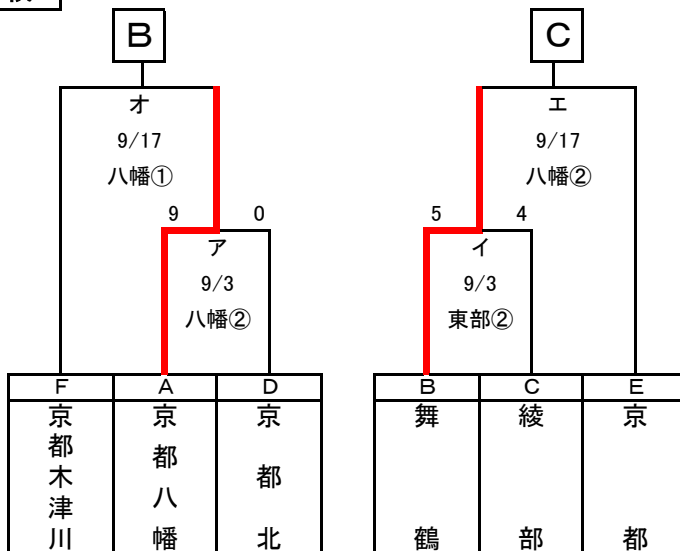 B
C
オ
エ
9/17
9/17
八幡①
八幡②
9 0
5 4
ア
イ
9/3
9/3
八幡②
東部②
F A D
B C E
京都木津川
京都八幡
京都北
舞鶴
綾部
京都